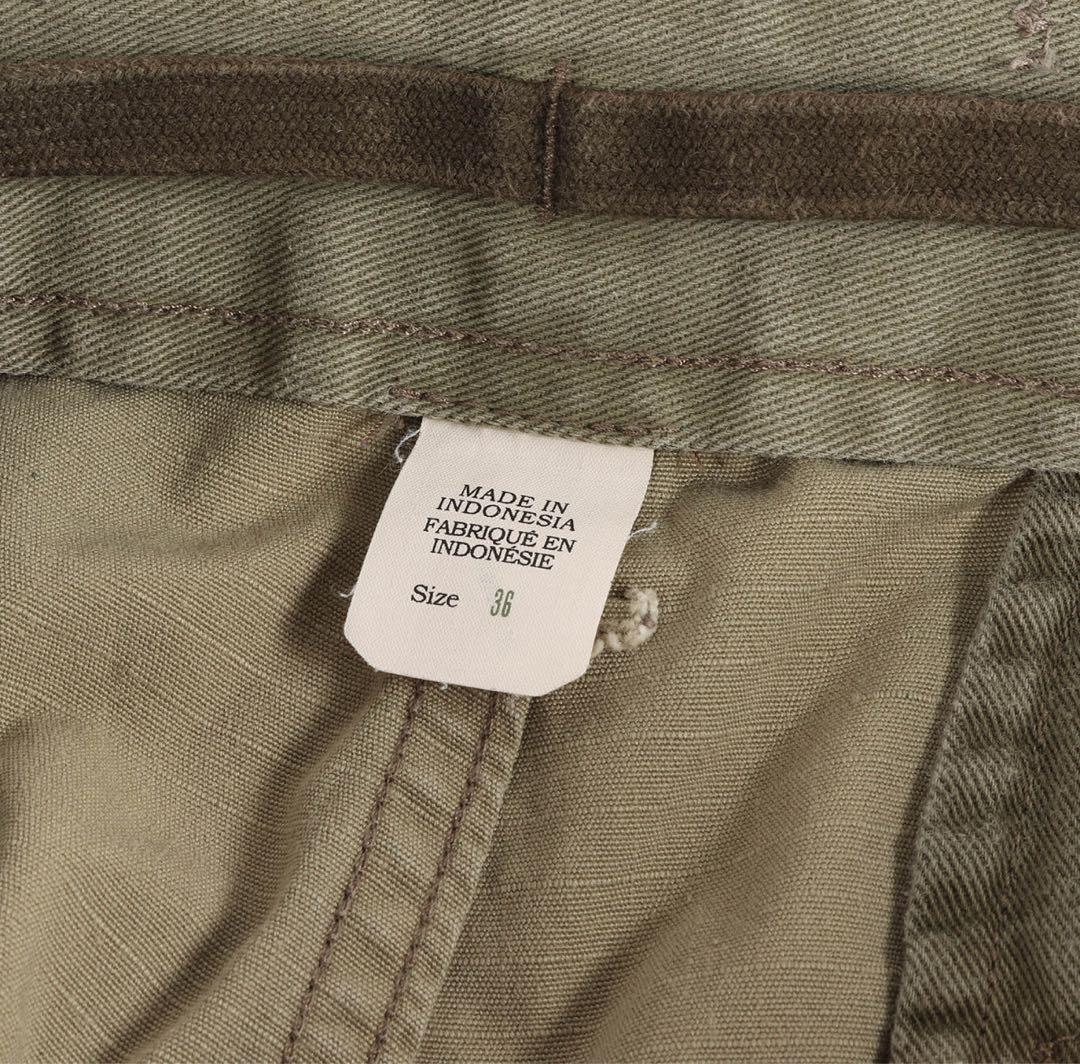 MADE IN
INDONESIA
FABRIQUÉ EN
INDONÉSIE
Size 36